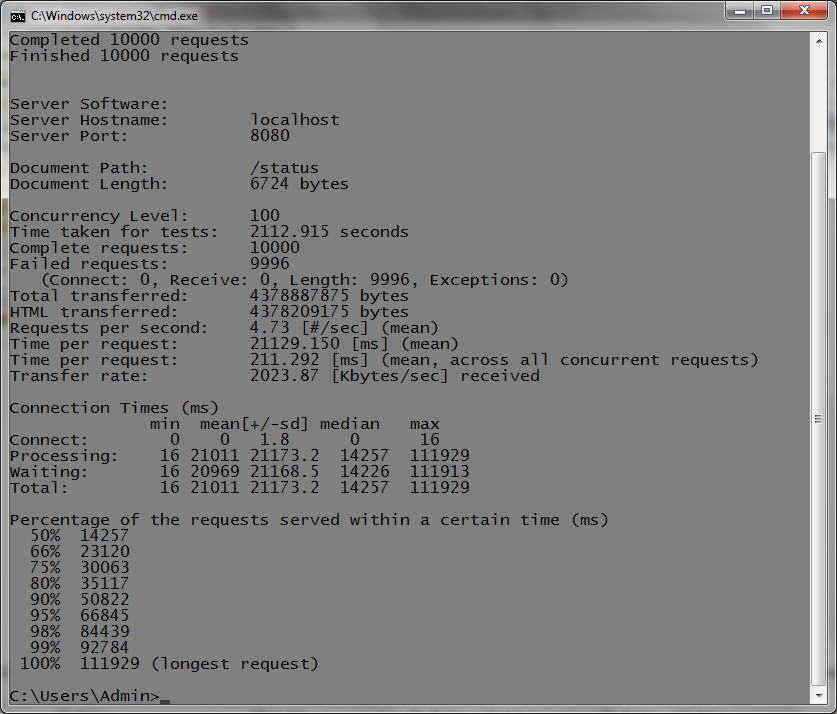 C:\Windows\system32\cmd.exe
Completed 10000 requests
Finished 10000 requests
Server Software:
Server Hostname:        localhost
Server Port:            8080
Document Path:          /status
Document Length:        6724 bytes
Concurrency Level:      100
Time taken for tests:   2112.915 seconds
Complete requests:      10000
Failed requests:        9996
   (Connect: 0, Receive: 0, Length: 9996, Exceptions: 0)
Total transferred:      4378887875 bytes
HTML transferred:       4378209175 bytes
Requests per second:    4.73 [#/sec] (mean)
Time per request:       21129.150 [ms] (mean)
Time per request:       211.292 [ms] (mean, across all concurrent requests)
Transfer rate:          2023.87 [Kbytes/sec] received
Connection Times (ms)
              min  mean[+/-sd] median   max
Connect:        0    0   1.8      0      16
Processing:    16 21011 21173.2  14257  111929
Waiting:       16 20969 21168.5  14226  111913
Total:         16 21011 21173.2  14257  111929
Percentage of the requests served within a certain time (ms)
  50%  14257
  66%  23120
  75%  30063
  80%  35117
  90%  50822
  95%  66845
  98%  84439
  99%  92784
 100%  111929 (longest request)
C:\Users\Admin>_